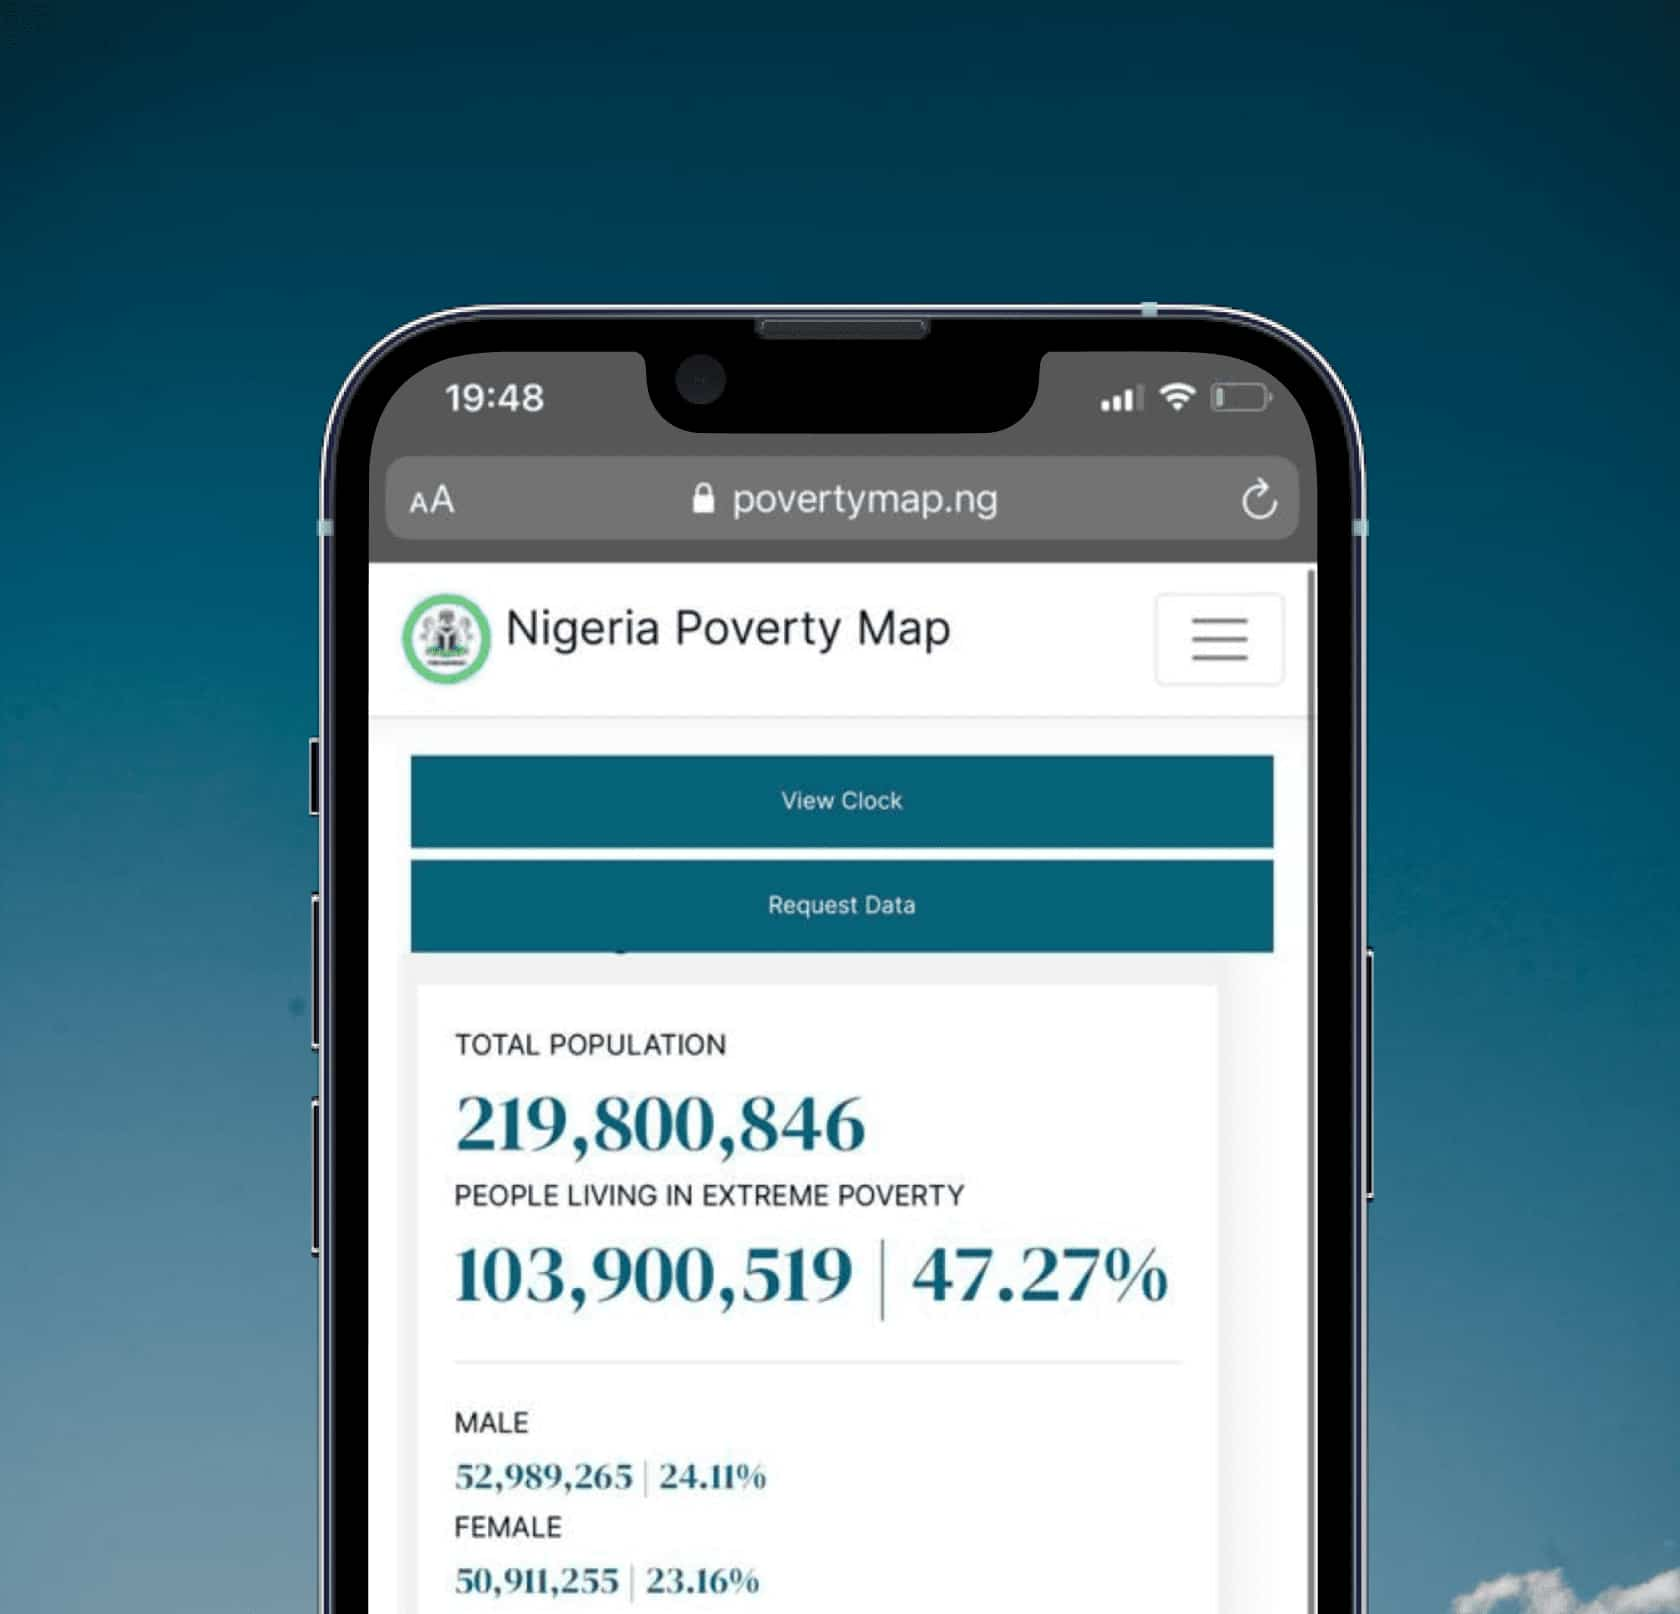 19:48
AA povertymap.ng
Nigeria Poverty Map
View Clock
Request Data
TOTAL POPULATION
219,800,846
PEOPLE LIVING IN EXTREME POVERTY
103,900,519 | 47.27%
MALE
52,989,265 | 24.11%
FEMALE
50,911,255 | 23.16%